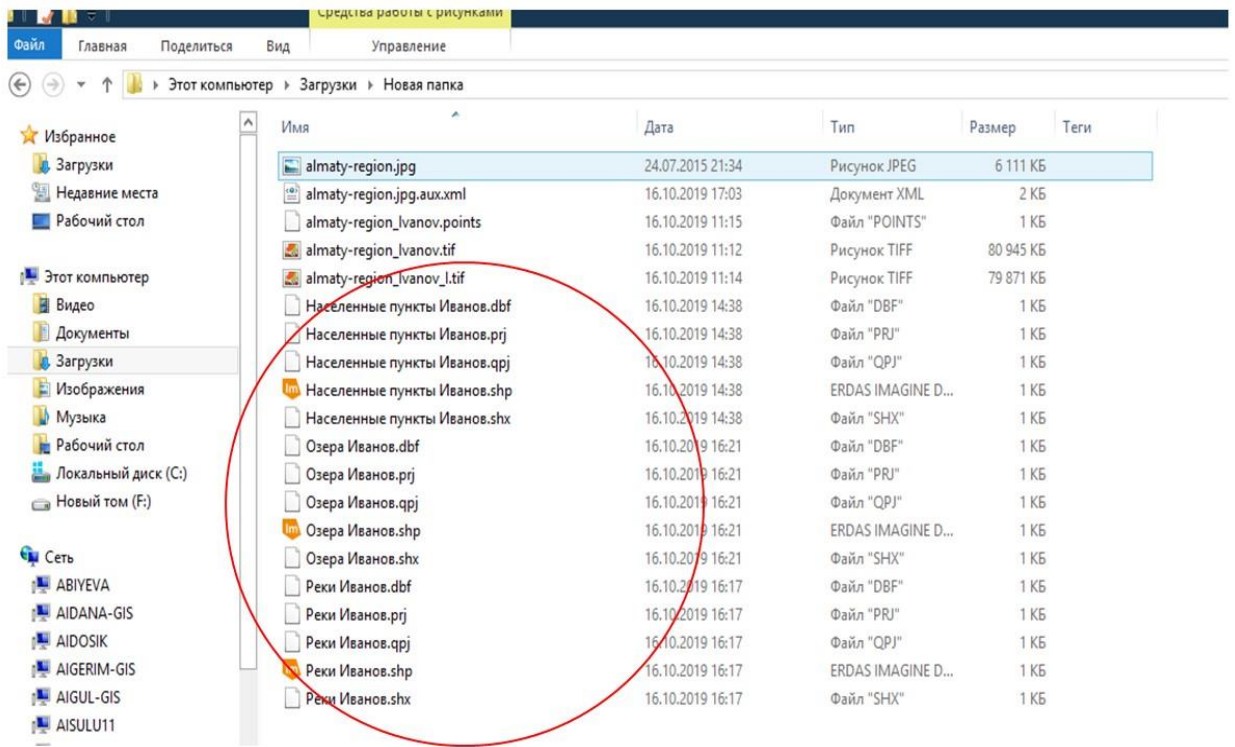 Средства работы с рисунками
Файл Главная Поделиться Вид Управление
Этот компьютер Загрузки Новая папка
Имя Дата Тип Размер Теги
Избранное
Загрузки
Недавние места
Рабочий стол
Этот компьютер
Видео
Документы
Загрузки
Изображения
Музыка
Рабочий стол
Локальный диск (C:)
Новый том (F:)
Сеть
ABIYEVA
AIDANA-GIS
AIDOSIK
AIGERIM-GIS
AIGUL-GIS
AISULU11
almaty-region.jpg 24.07.2015 21:34 Рисунок JPEG 6 111 КБ
almaty-region.jpg.aux.xml 16.10.2019 17:03 Документ XML 2 КБ
almaty-region_Ivanov.points 16.10.2019 11:15 Файл "POINTS" 1 КБ
almaty-region_Ivanov.tif 16.10.2019 11:12 Рисунок TIFF 80 945 КБ
almaty-region_Ivanov_l.tif 16.10.2019 11:14 Рисунок TIFF 79 871 КБ
Населенные пункты Иванов.dbf 16.10.2019 14:38 Файл "DBF" 1 КБ
Населенные пункты Иванов.prj 16.10.2019 14:38 Файл "PRJ" 1 КБ
Населенные пункты Иванов.qpj 16.10.2019 14:38 Файл "QPJ" 1 КБ
Населенные пункты Иванов.shp 16.10.2019 14:38 ERDAS IMAGINE D... 1 КБ
Населенные пункты Иванов.shx 16.10.2019 14:38 Файл "SHX" 1 КБ
Озера Иванов.dbf 16.10.2019 16:21 Файл "DBF" 1 КБ
Озера Иванов.prj 16.10.2019 16:21 Файл "PRJ" 1 КБ
Озера Иванов.qpj 16.10.2019 16:21 Файл "QPJ" 1 КБ
Озера Иванов.shp 16.10.2019 16:21 ERDAS IMAGINE D... 1 КБ
Озера Иванов.shx 16.10.2019 16:21 Файл "SHX" 1 КБ
Реки Иванов.dbf 16.10.2019 16:17 Файл "DBF" 1 КБ
Реки Иванов.prj 16.10.2019 16:17 Файл "PRJ" 1 КБ
Реки Иванов.qpj 16.10.2019 16:17 Файл "QPJ" 1 КБ
Реки Иванов.shp 16.10.2019 16:17 ERDAS IMAGINE D... 1 КБ
Реки Иванов.shx 16.10.2019 16:17 Файл "SHX" 1 КБ